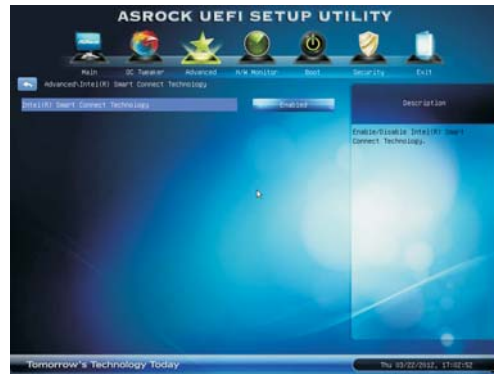 ASROCK UEFI SETUP UTILITY
Main OC Tweaker Advanced H/W Monitor Boot Security Exit
Advanced\Intel(R) Smart Connect Technology
Intel(R) Smart Connect Technology Enabled
Description
Enable/Disable Intel(R) Smart
Connect Technology.
Tomorrow's Technology Today
Thu 03/22/2012, 17:02:52